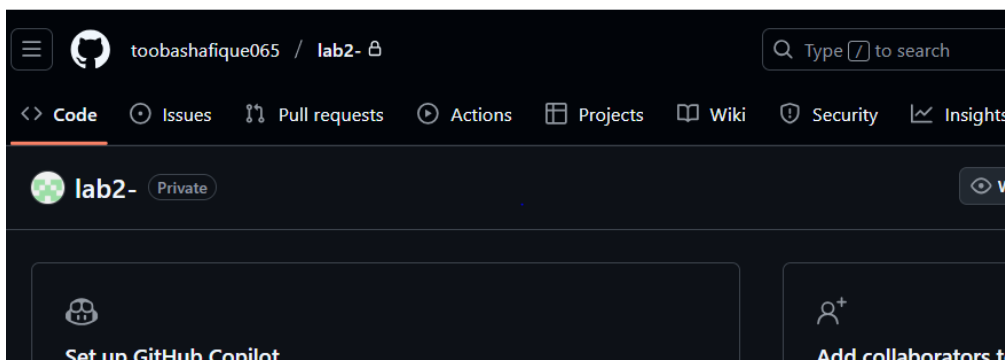 toobashafique065 / lab2-
Type / to search
Code Issues Pull requests Actions Projects Wiki Security Insights
lab2- Private
Set up GitHub Copilot
Add collaborators t